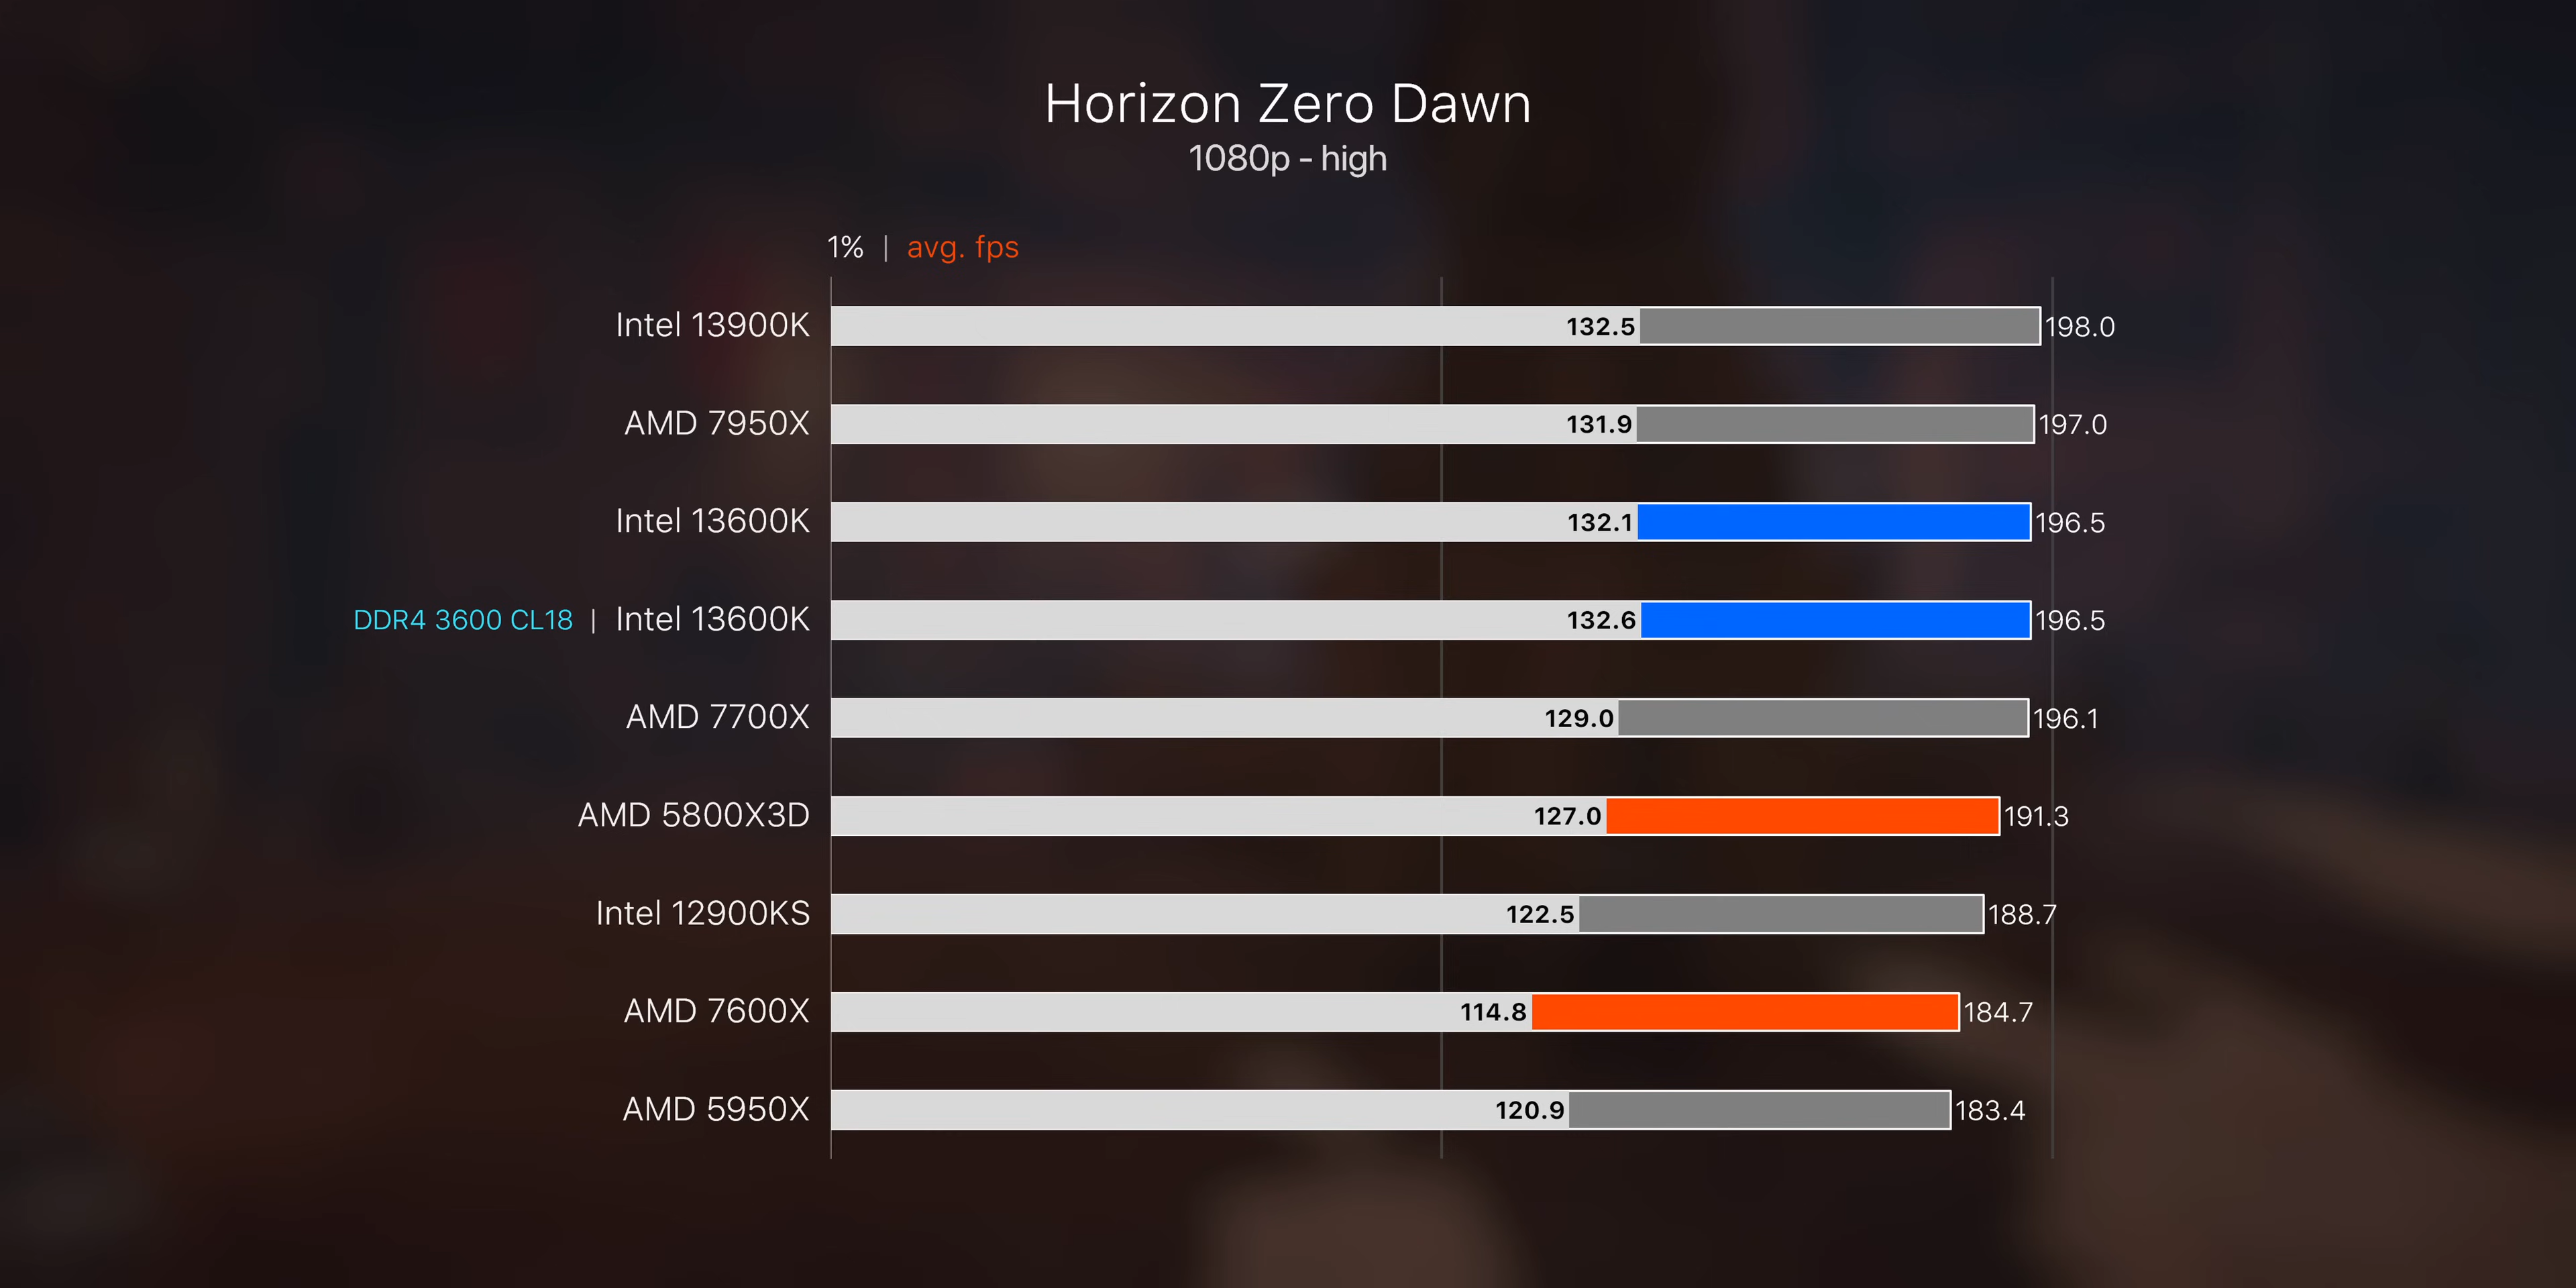 Horizon Zero Dawn
1080p - high
1% | avg. fps
Intel 13900K 132.5 198.0
AMD 7950X 131.9 197.0
Intel 13600K 132.1 196.5
DDR4 3600 CL18 | Intel 13600K 132.6 196.5
AMD 7700X 129.0 196.1
AMD 5800X3D 127.0 191.3
Intel 12900KS 122.5 188.7
AMD 7600X 114.8 184.7
AMD 5950X 120.9 183.4